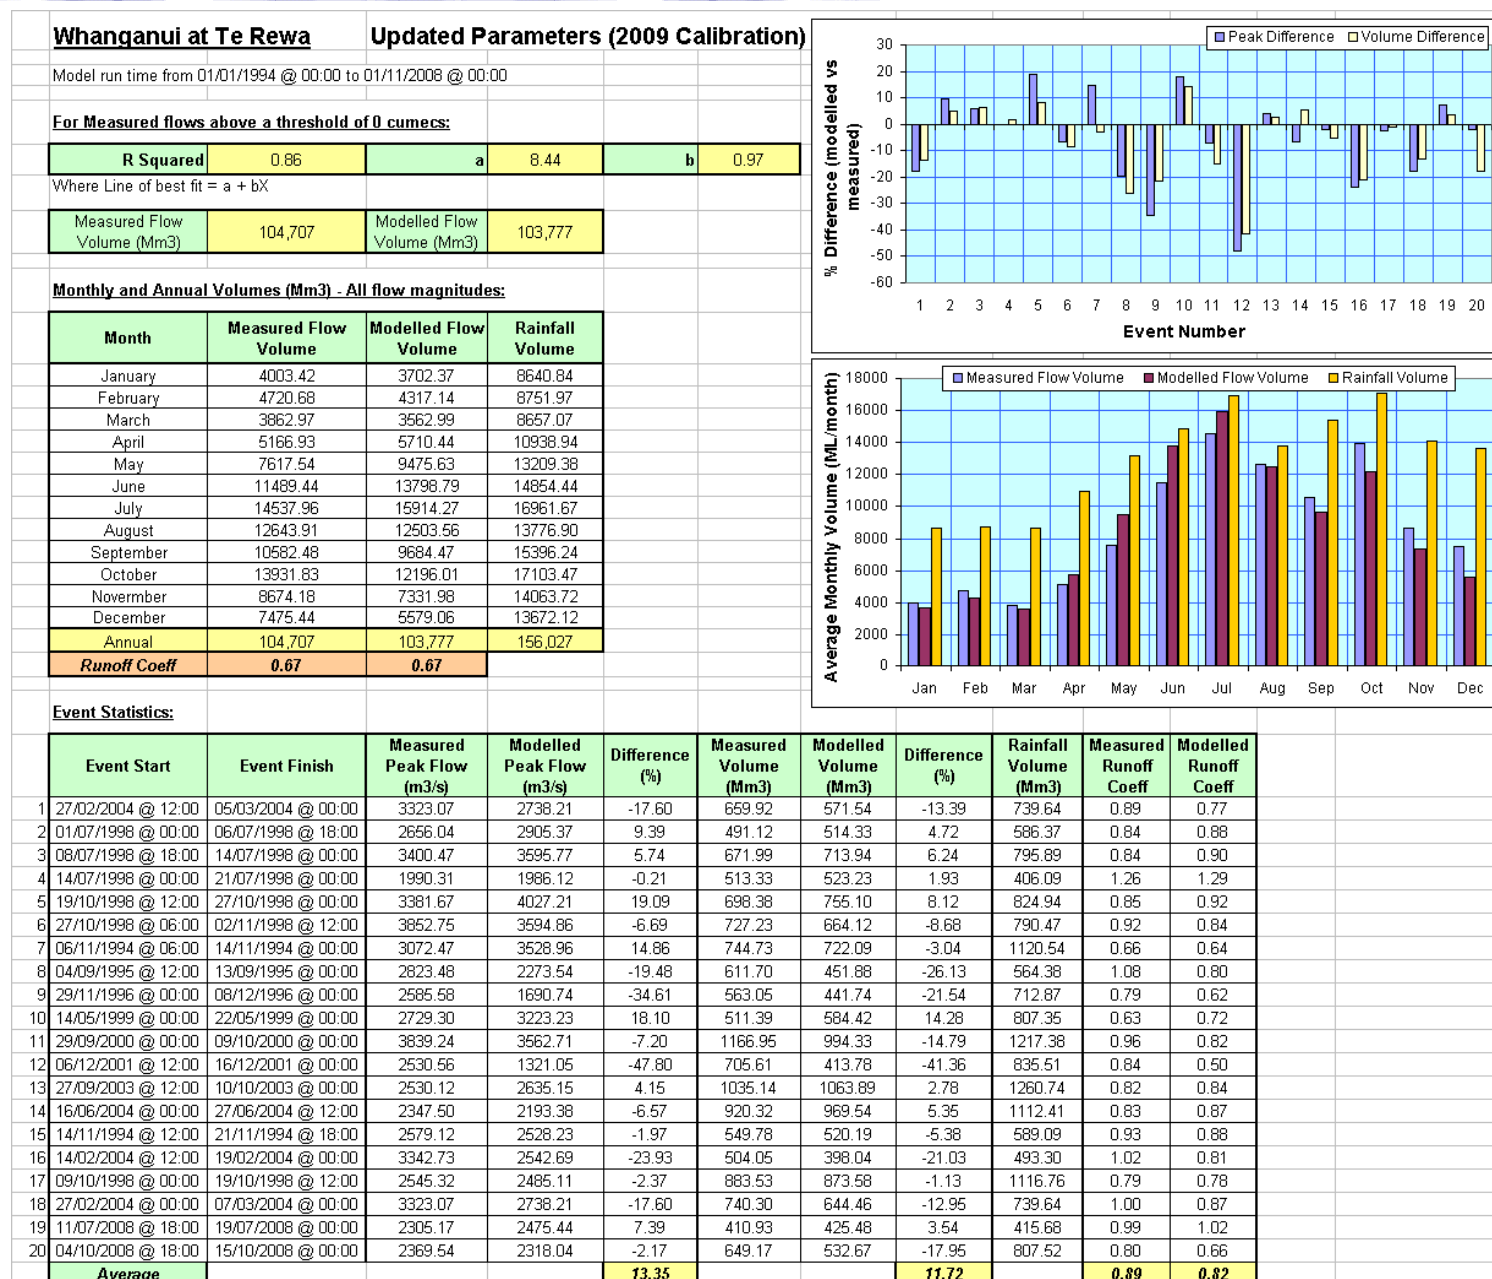 Whanganui at Te Rewa Updated Parameters (2009 Calibration)
Model run time from 01/01/1994 @ 00:00 to 01/11/2008 @ 00:00
For Measured flows above a threshold of 0 cumecs:
R Squared 0.86 a 8.44 b 0.97
Where Line of best fit = a + bX
Measured Flow Volume (Mm3) 104,707 Modelled Flow Volume (Mm3) 103,777
Monthly and Annual Volumes (Mm3) - All flow magnitudes:
Month Measured Flow Volume Modelled Flow Volume Rainfall Volume
January 4003.42 3702.37 8640.84
February 4720.68 4317.14 8751.97
March 3862.97 3562.99 8657.07
April 5166.93 5710.44 10938.94
May 7617.54 9475.63 13209.38
June 11489.44 13798.79 14854.44
July 14537.96 15914.27 16961.67
August 12643.91 12503.56 13776.90
September 10582.48 9684.47 15396.24
October 13931.83 12196.01 17103.47
Novermber 8674.18 7331.98 14063.72
December 7475.44 5579.06 13672.12
Annual 104,707 103,777 156,027
Runoff Coeff 0.67 0.67
Peak Difference Volume Difference
% Difference (modelled vs measured)
30
20
10
0
-10
-20
-30
-40
-50
-60
1 2 3 4 5 6 7 8 9 10 11 12 13 14 15 16 17 18 19 20
Event Number
Measured Flow Volume Modelled Flow Volume Rainfall Volume
Average Monthly Volume (ML/month)
18000
16000
14000
12000
10000
8000
6000
4000
2000
0
Jan Feb Mar Apr May Jun Jul Aug Sep Oct Nov Dec
Event Statistics:
Event Start Event Finish Measured Peak Flow (m3/s) Modelled Peak Flow (m3/s) Difference (%) Measured Volume (Mm3) Modelled Volume (Mm3) Difference (%) Rainfall Volume (Mm3) Measured Runoff Coeff Modelled Runoff Coeff
1 27/02/2004 @ 12:00 05/03/2004 @ 00:00 3323.07 2738.21 -17.60 659.92 571.54 -13.39 739.64 0.89 0.77
2 01/07/1998 @ 00:00 06/07/1998 @ 18:00 2656.04 2905.37 9.39 491.12 514.33 4.72 586.37 0.84 0.88
3 08/07/1998 @ 18:00 14/07/1998 @ 00:00 3400.47 3595.77 5.74 671.99 713.94 6.24 795.89 0.84 0.90
4 14/07/1998 @ 00:00 21/07/1998 @ 00:00 1990.31 1986.12 -0.21 513.33 523.23 1.93 406.09 1.26 1.29
5 19/10/1998 @ 12:00 27/10/1998 @ 00:00 3381.67 4027.21 19.09 698.38 755.10 8.12 824.94 0.85 0.92
6 27/10/1998 @ 06:00 02/11/1998 @ 12:00 3852.75 3594.86 -6.69 727.23 664.12 -8.68 790.47 0.92 0.84
7 06/11/1994 @ 06:00 14/11/1994 @ 00:00 3072.47 3528.96 14.86 744.73 722.09 -3.04 1120.54 0.66 0.64
8 04/09/1995 @ 12:00 13/09/1995 @ 00:00 2823.48 2273.54 -19.48 611.70 451.88 -26.13 564.38 1.08 0.80
9 29/11/1996 @ 00:00 08/12/1996 @ 00:00 2585.58 1690.74 -34.61 563.05 441.74 -21.54 712.87 0.79 0.62
10 14/05/1999 @ 00:00 22/05/1999 @ 00:00 2729.30 3223.23 18.10 511.39 584.42 14.28 807.35 0.63 0.72
11 29/09/2000 @ 00:00 09/10/2000 @ 00:00 3839.24 3562.71 -7.20 1166.95 994.33 -14.79 1217.38 0.96 0.82
12 06/12/2001 @ 12:00 16/12/2001 @ 00:00 2530.56 1321.05 -47.80 705.61 413.78 -41.36 835.51 0.84 0.50
13 27/09/2003 @ 12:00 10/10/2003 @ 00:00 2530.12 2635.15 4.15 1035.14 1063.89 2.78 1260.74 0.82 0.84
14 16/06/2004 @ 00:00 27/06/2004 @ 12:00 2347.50 2193.38 -6.57 920.32 969.54 5.35 1112.41 0.83 0.87
15 14/11/1994 @ 12:00 21/11/1994 @ 18:00 2579.12 2528.23 -1.97 549.78 520.19 -5.38 589.09 0.93 0.88
16 14/02/2004 @ 12:00 19/02/2004 @ 00:00 3342.73 2542.69 -23.93 504.05 398.04 -21.03 493.30 1.02 0.81
17 09/10/1998 @ 00:00 19/10/1998 @ 12:00 2545.32 2485.11 -2.37 883.53 873.58 -1.13 1116.76 0.79 0.78
18 27/02/2004 @ 00:00 07/03/2004 @ 00:00 3323.07 2738.21 -17.60 740.30 644.46 -12.95 739.64 1.00 0.87
19 11/07/2008 @ 18:00 19/07/2008 @ 00:00 2305.17 2475.44 7.39 410.93 425.48 3.54 415.68 0.99 1.02
20 04/10/2008 @ 18:00 15/10/2008 @ 00:00 2369.54 2318.04 -2.17 649.17 532.67 -17.95 807.52 0.80 0.66
Average 13.35 11.72 0.89 0.82